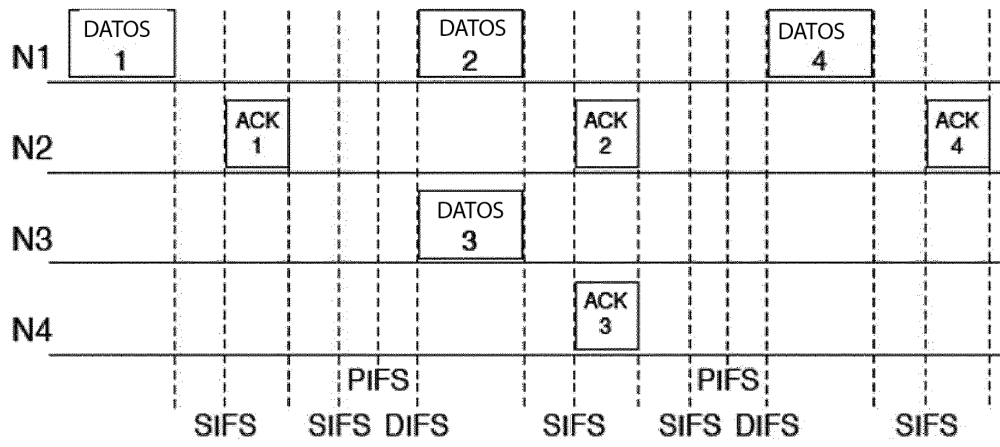 N1 DATOS 1 DATOS 2 DATOS 4
N2 ACK 1 ACK 2 ACK 4
N3 DATOS 3
N4 ACK 3
PIFS PIFS
SIFS SIFS DIFS SIFS SIFS DIFS SIFS